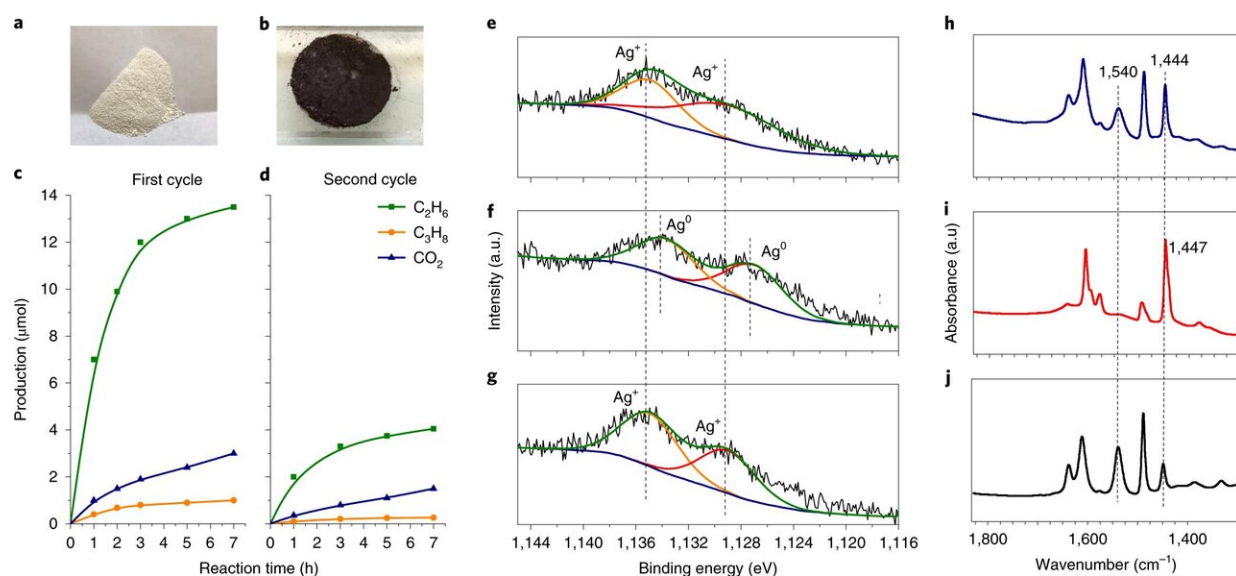 a
b
c
First cycle
d
Second cycle
C₂H₆
C₃H₈
CO₂
14
12
10
8
6
4
2
0
Production (µmol)
0 1 2 3 4 5 6 7
0 1 2 3 4 5 6 7
Reaction time (h)
e
Ag⁺
Ag⁺
f
Ag⁰
Ag⁰
g
Ag⁺
Ag⁺
Intensity (a.u.)
1,144 1,140 1,136 1,132 1,128 1,124 1,120 1,116
Binding energy (eV)
h
1,540
1,444
i
1,447
j
Absorbance (a.u)
1,800 1,600 1,400
Wavenumber (cm⁻¹)